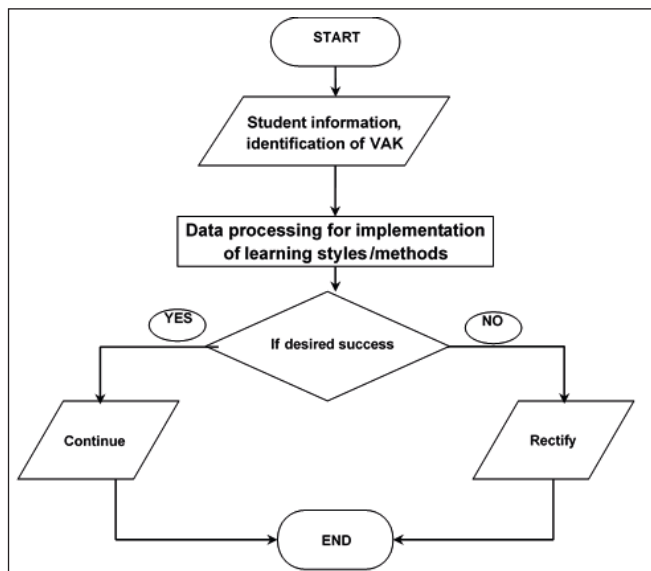 START
Student information,
identification of VAK
Data processing for implementation
of learning styles/methods
YES
NO
If desired success
Continue
Rectify
END